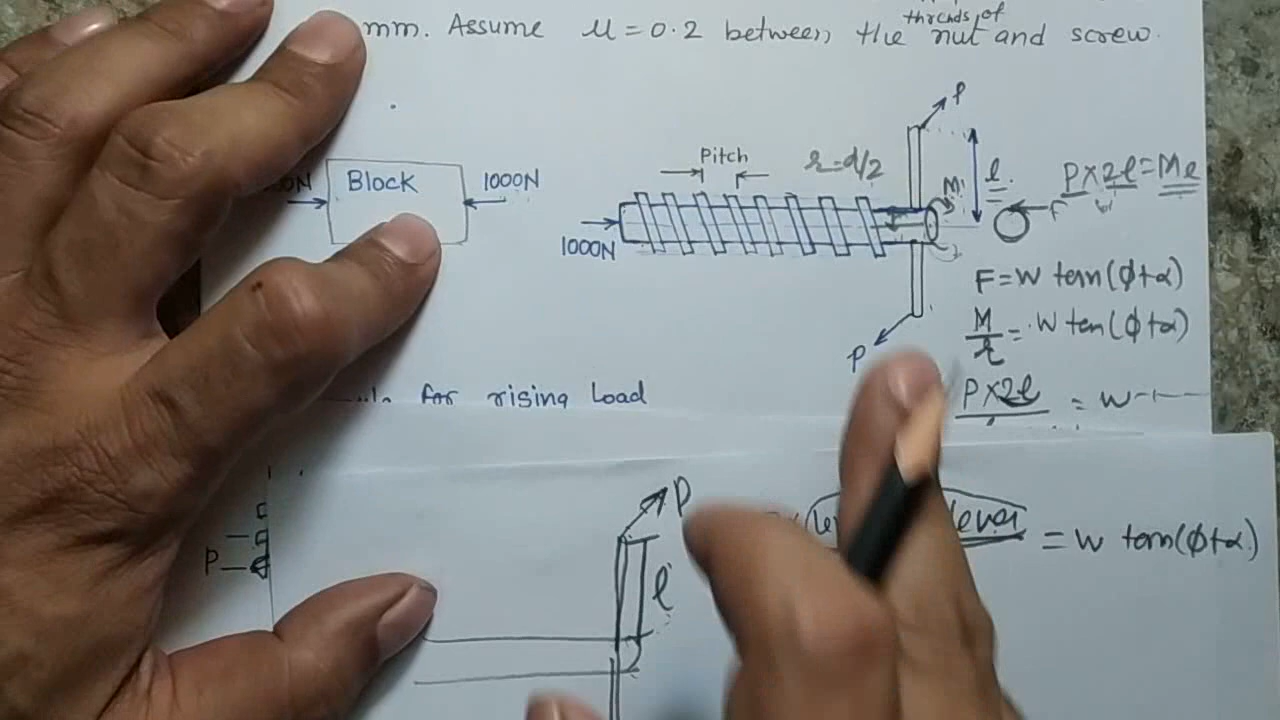 mm. Assume μ = 0.2 between the threads of nut and screw.
Block
1000N
Pitch
r = d/2
P
M
l.
P × 2l = Ml
F
1000N
F = W tan(φ+α)
M/r = W tan(φ+α)
P
P × 2l = W
for rising Load
P
lever = W tan(φ+α)
P
l